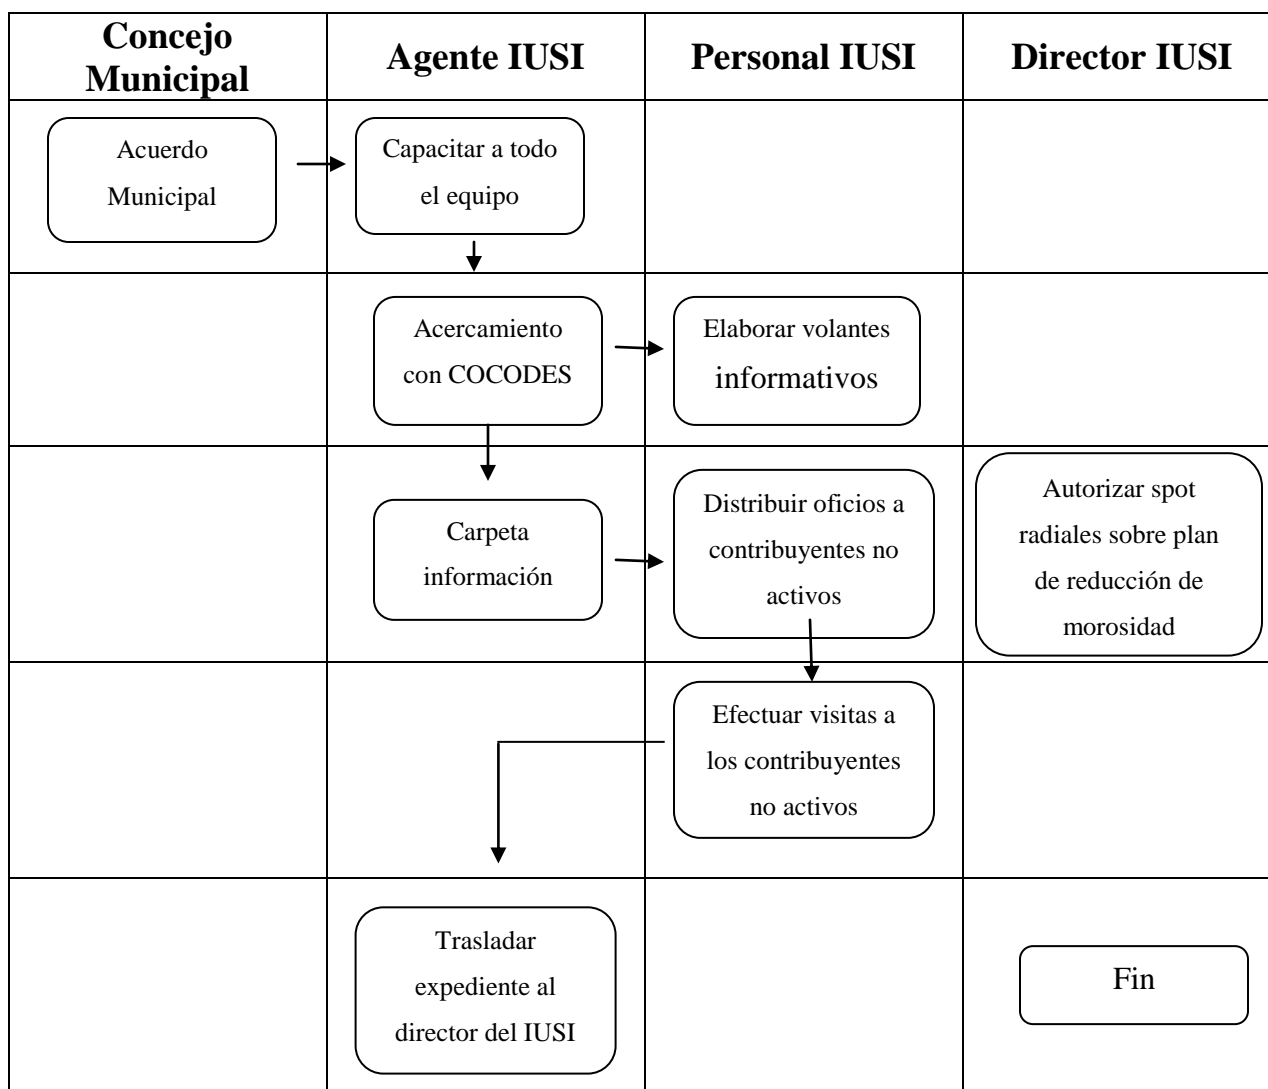 Concejo
Municipal
Agente IUSI
Personal IUSI
Director IUSI
Acuerdo
Municipal
Capacitar a todo
el equipo
Acercamiento
con COCODES
Elaborar volantes
informativos
Carpeta
información
Distribuir oficios a
contribuyentes no
activos
Autorizar spot
radiales sobre plan
de reducción de
morosidad
Efectuar visitas a
los contribuyentes
no activos
Trasladar
expediente al
director del IUSI
Fin